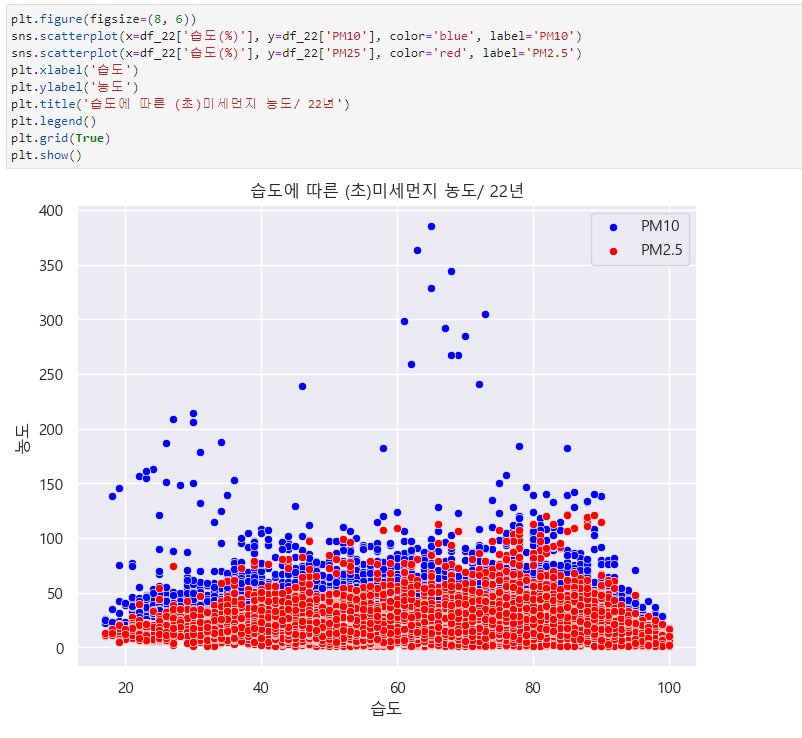 plt.figure(figsize=(8, 6))
sns.scatterplot(x=df_22['습도(%)'], y=df_22['PM10'], color='blue', label='PM10')
sns.scatterplot(x=df_22['습도(%)'], y=df_22['PM25'], color='red', label='PM2.5')
plt.xlabel('습도')
plt.ylabel('농도')
plt.title('습도에 따른 (초)미세먼지 농도/ 22년')
plt.legend()
plt.grid(True)
plt.show()
습도에 따른 (초)미세먼지 농도/ 22년
PM10
PM2.5
400
350
300
250
200
150
100
50
0
농도
20 40 60 80 100
습도